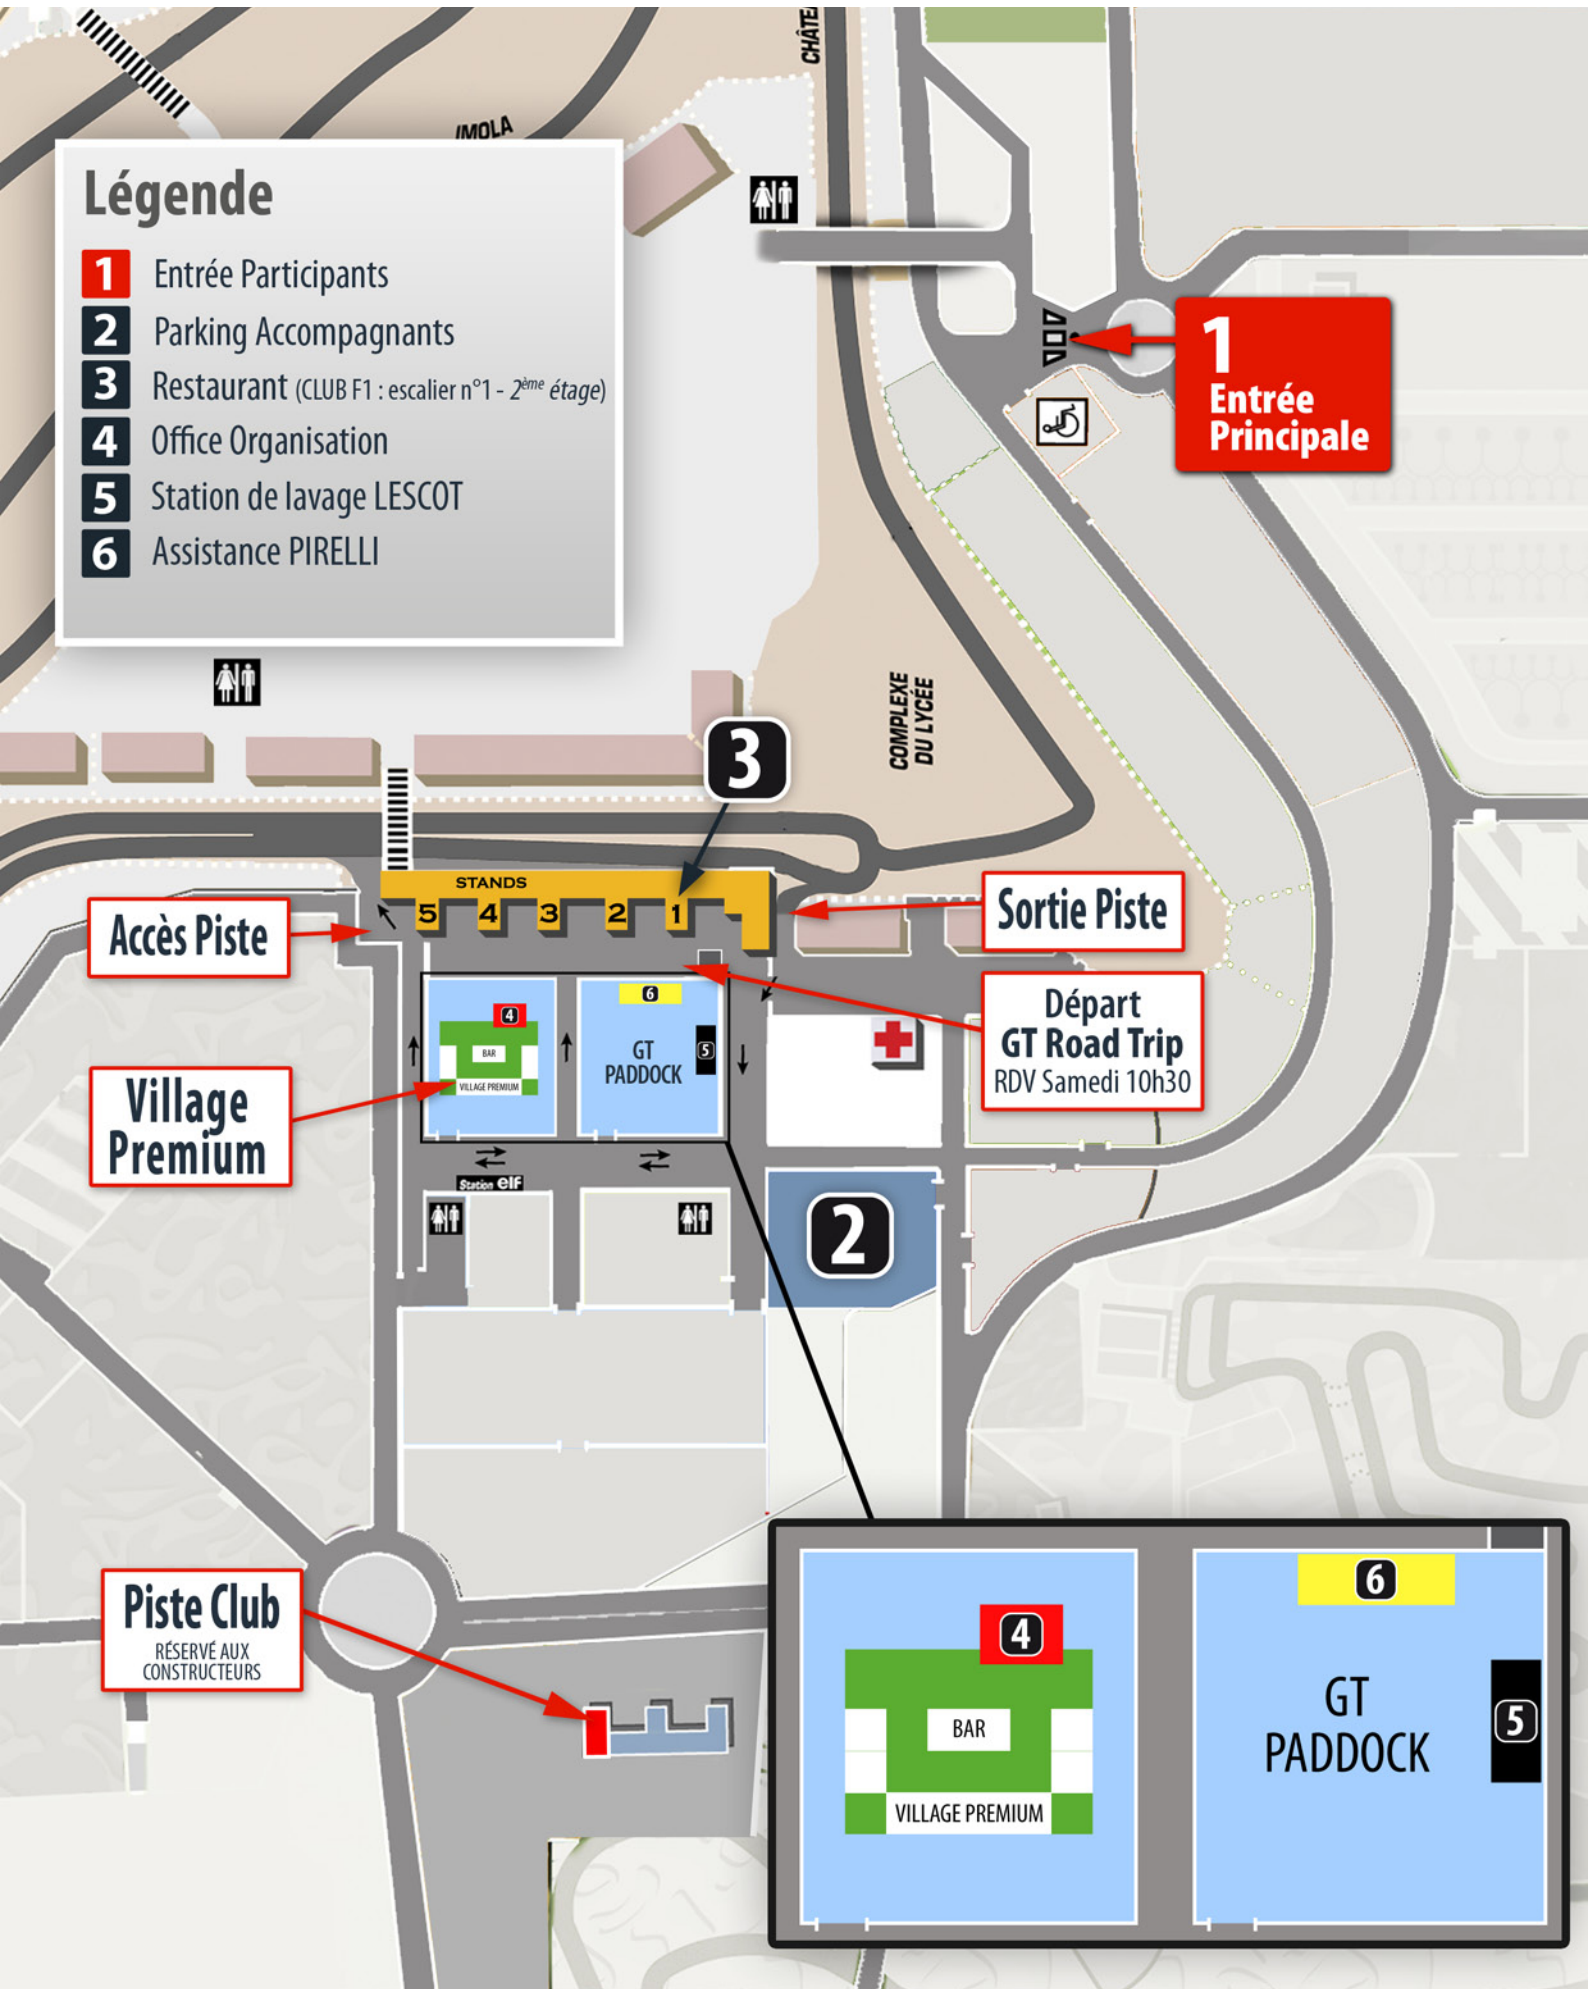 CHÂTE
IMOLA
Légende
1 Entrée Participants
2 Parking Accompagnants
3 Restaurant (CLUB F1 : escalier n°1 - 2ème étage)
4 Office Organisation
5 Station de lavage LESCOT
6 Assistance PIRELLI
1
Entrée
Principale
COMPLEXE
DU LYCÉE
3
STANDS
5 4 3 2 1
Accès Piste
Sortie Piste
Départ
GT Road Trip
RDV Samedi 10h30
4
BAR
VILLAGE PREMIUM
6
GT
PADDOCK
5
Village
Premium
Station elf
2
Piste Club
RÉSERVÉ AUX
CONSTRUCTEURS
4
BAR
VILLAGE PREMIUM
6
GT
PADDOCK
5